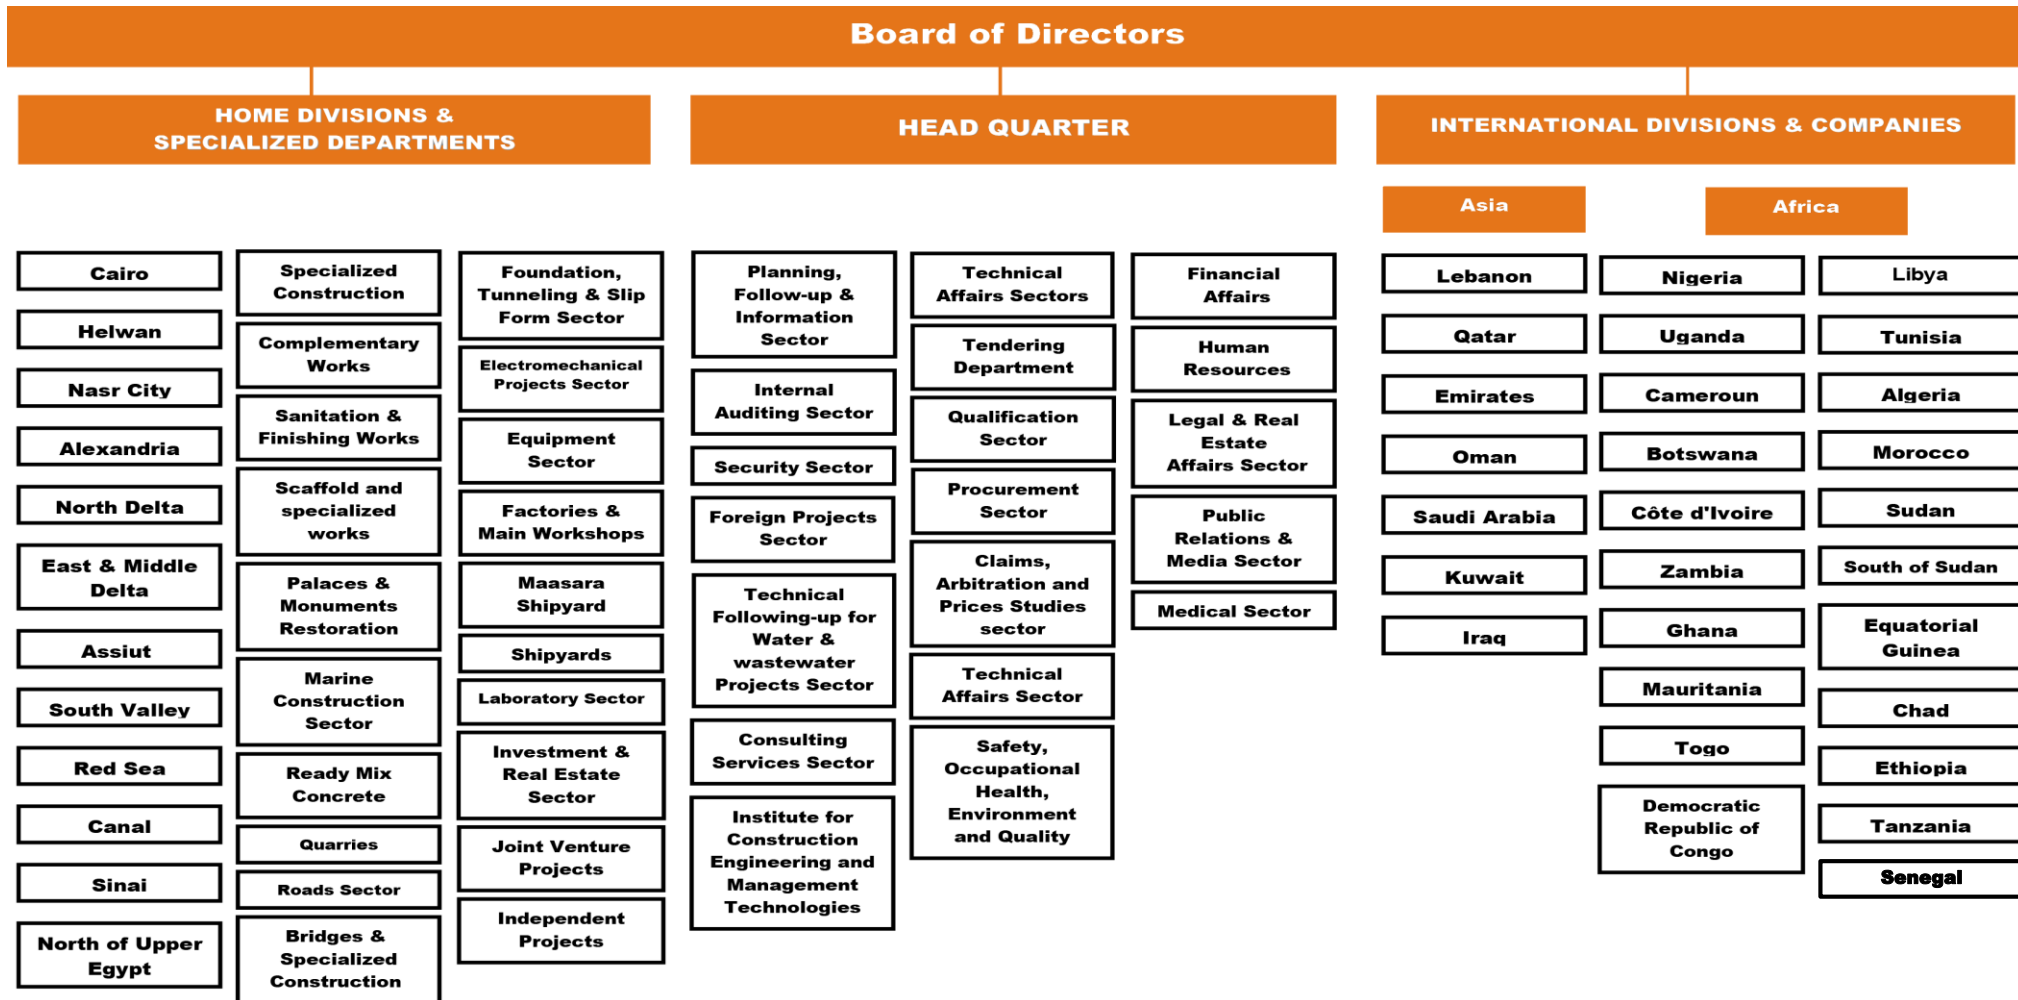 Board of Directors
HOME DIVISIONS &
SPECIALIZED DEPARTMENTS
HEAD QUARTER
INTERNATIONAL DIVISIONS & COMPANIES
Asia
Africa
Cairo
Helwan
Nasr City
Alexandria
North Delta
East & Middle
Delta
Assiut
South Valley
Red Sea
Canal
Sinai
North of Upper
Egypt
Specialized
Construction
Complementary
Works
Sanitation &
Finishing Works
Scaffold and
specialized
works
Palaces &
Monuments
Restoration
Marine
Construction
Sector
Ready Mix
Concrete
Quarries
Roads Sector
Bridges &
Specialized
Construction
Foundation,
Tunneling & Slip
Form Sector
Electromechanical
Projects Sector
Equipment
Sector
Factories &
Main Workshops
Maasara
Shipyard
Shipyards
Laboratory Sector
Investment &
Real Estate
Sector
Joint Venture
Projects
Independent
Projects
Planning,
Follow-up &
Information
Sector
Internal
Auditing Sector
Security Sector
Foreign Projects
Sector
Technical
Following-up for
Water &
wastewater
Projects Sector
Consulting
Services Sector
Institute for
Construction
Engineering and
Management
Technologies
Technical
Affairs Sectors
Tendering
Department
Qualification
Sector
Procurement
Sector
Claims,
Arbitration and
Prices Studies
sector
Technical
Affairs Sector
Safety,
Occupational
Health,
Environment
and Quality
Financial
Affairs
Human
Resources
Legal & Real
Estate
Affairs Sector
Public
Relations &
Media Sector
Medical Sector
Lebanon
Qatar
Emirates
Oman
Saudi Arabia
Kuwait
Iraq
Nigeria
Uganda
Cameroun
Botswana
Côte d'Ivoire
Zambia
Ghana
Mauritania
Togo
Democratic
Republic of
Congo
Libya
Tunisia
Algeria
Morocco
Sudan
South of Sudan
Equatorial
Guinea
Chad
Ethiopia
Tanzania
Senegal